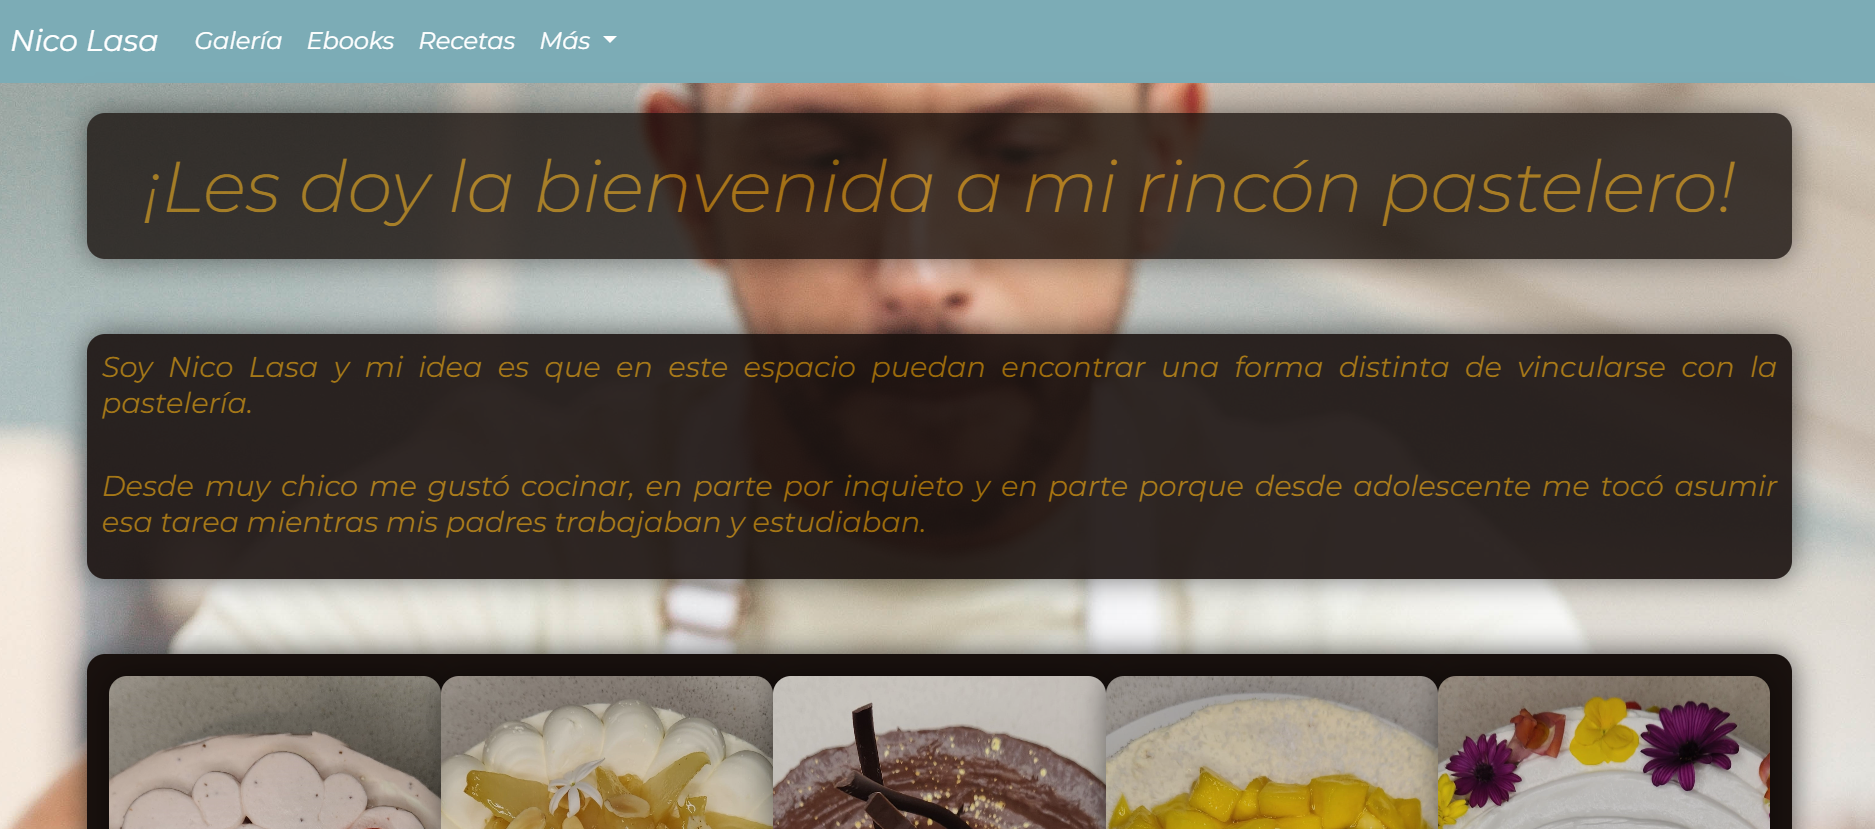 Nico Lasa Galería Ebooks Recetas Más
¡Les doy la bienvenida a mi rincón pastelero!
Soy Nico Lasa y mi idea es que en este espacio puedan encontrar una forma distinta de vincularse con la
pastelería.
Desde muy chico me gustó cocinar, en parte por inquieto y en parte porque desde adolescente me tocó asumir
esa tarea mientras mis padres trabajaban y estudiaban.